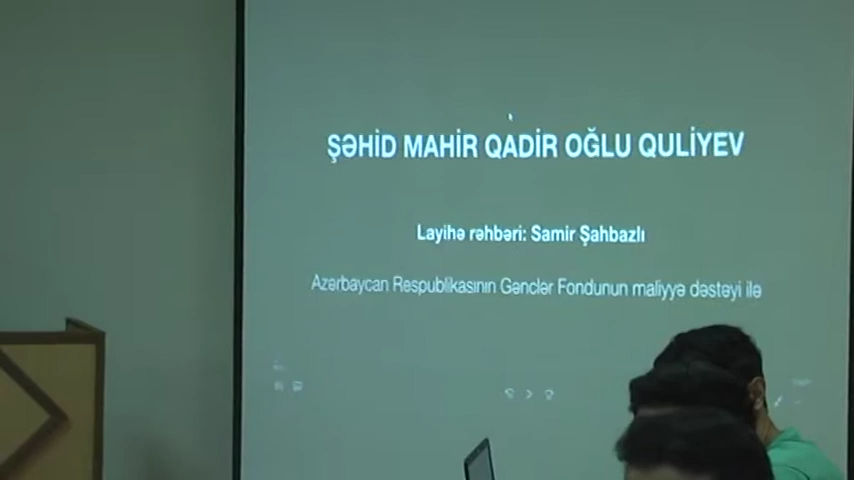 ŞƏHİD MAHİR QADİR OĞLU QULİYEV
Layihə rəhbəri: Samir Şahbazlı
Azərbaycan Respublikasının Gənclər Fondunun maliyyə dəstəyi ilə